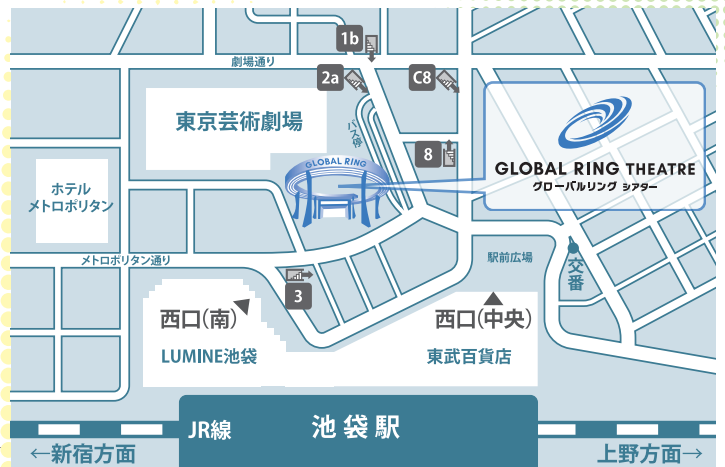 1b
劇場通り
2a
C8
東京芸術劇場
バス停
8
GLOBAL RING
GLOBAL RING THEATRE
グローバルリング シアター
ホテル
メトロポリタン
メトロポリタン通り
駅前広場
交番
3
西口(南)
西口(中央)
LUMINE池袋
東武百貨店
JR線
池袋駅
←新宿方面
上野方面→